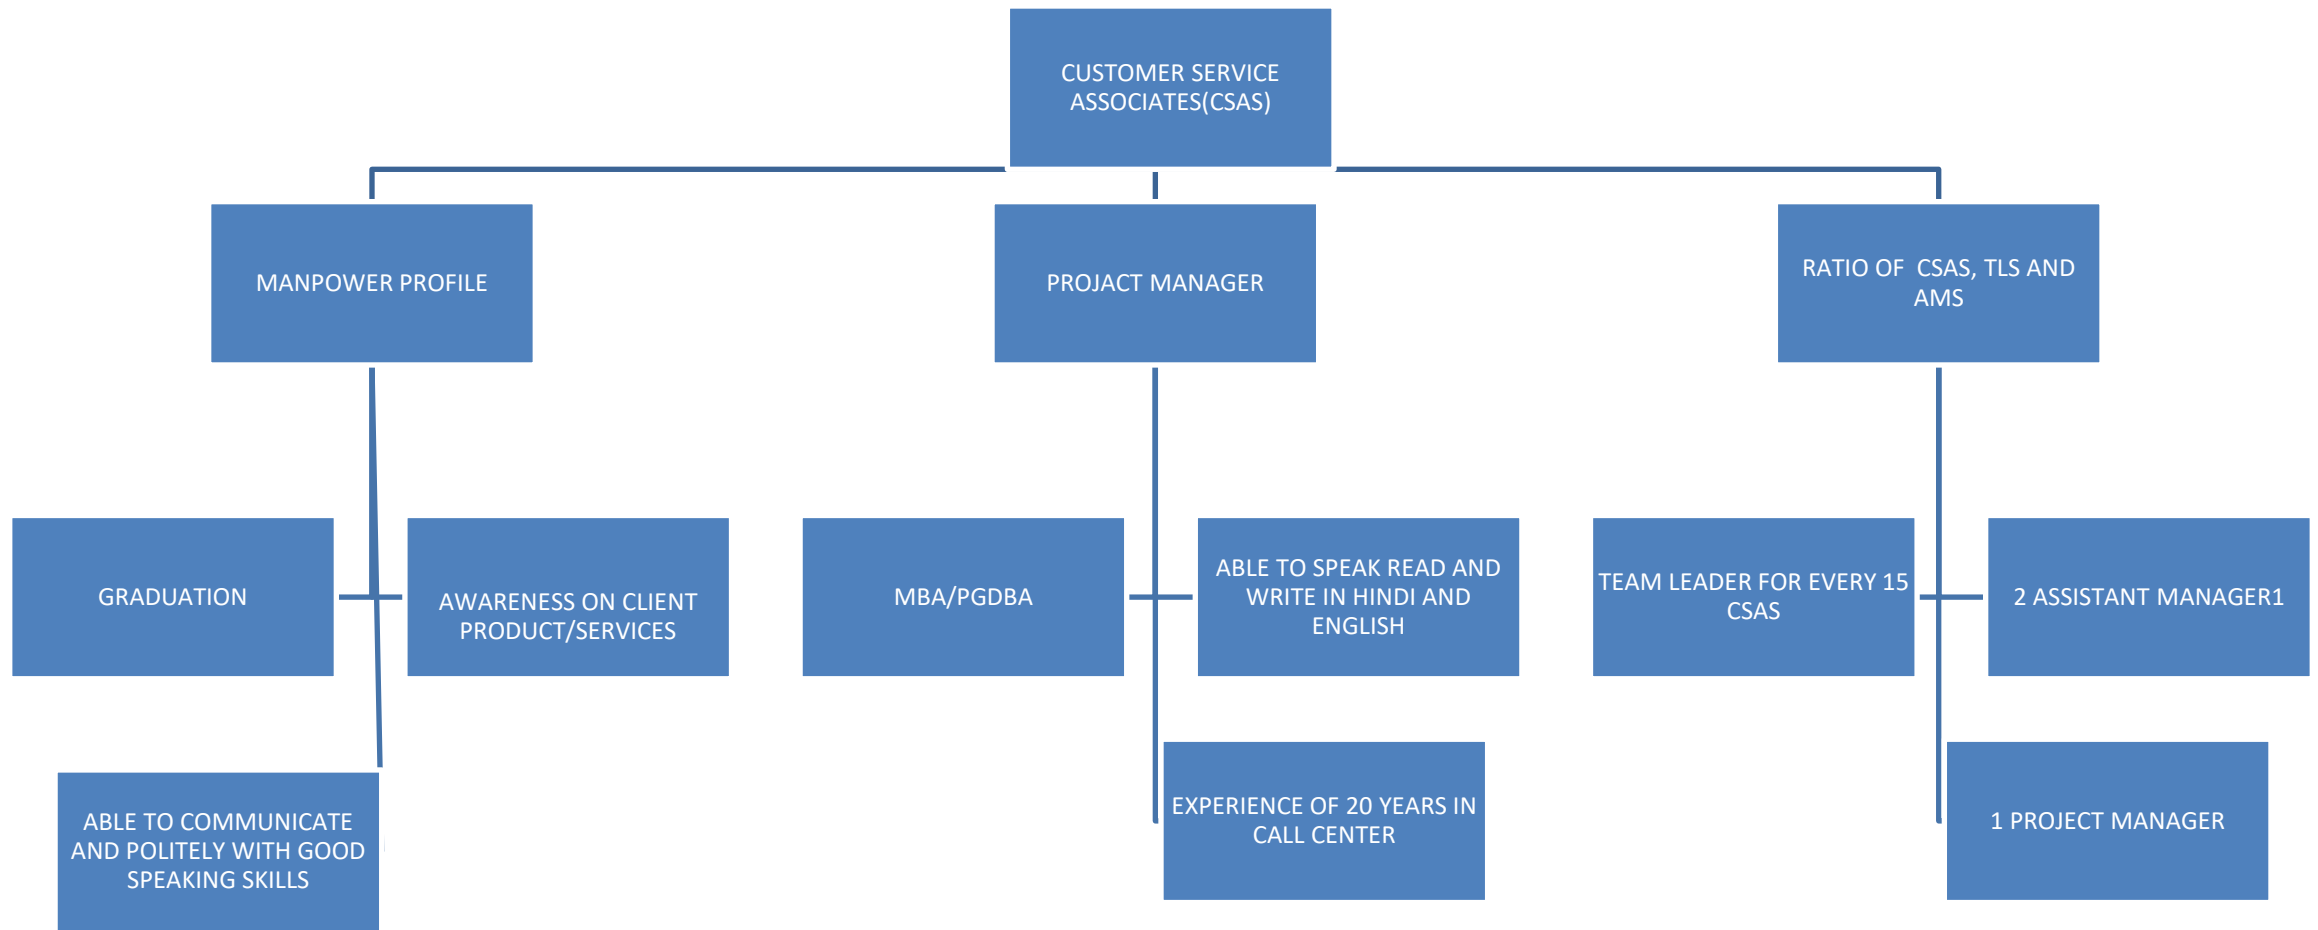 CUSTOMER SERVICE
ASSOCIATES(CSAS)
MANPOWER PROFILE
PROJACT MANAGER
RATIO OF  CSAS, TLS AND
AMS
GRADUATION
AWARENESS ON CLIENT
PRODUCT/SERVICES
MBA/PGDBA
ABLE TO SPEAK READ AND
WRITE IN HINDI AND
ENGLISH
TEAM LEADER FOR EVERY 15
CSAS
2 ASSISTANT MANAGER1
ABLE TO COMMUNICATE
AND POLITELY WITH GOOD
SPEAKING SKILLS
EXPERIENCE OF 20 YEARS IN
CALL CENTER
1 PROJECT MANAGER